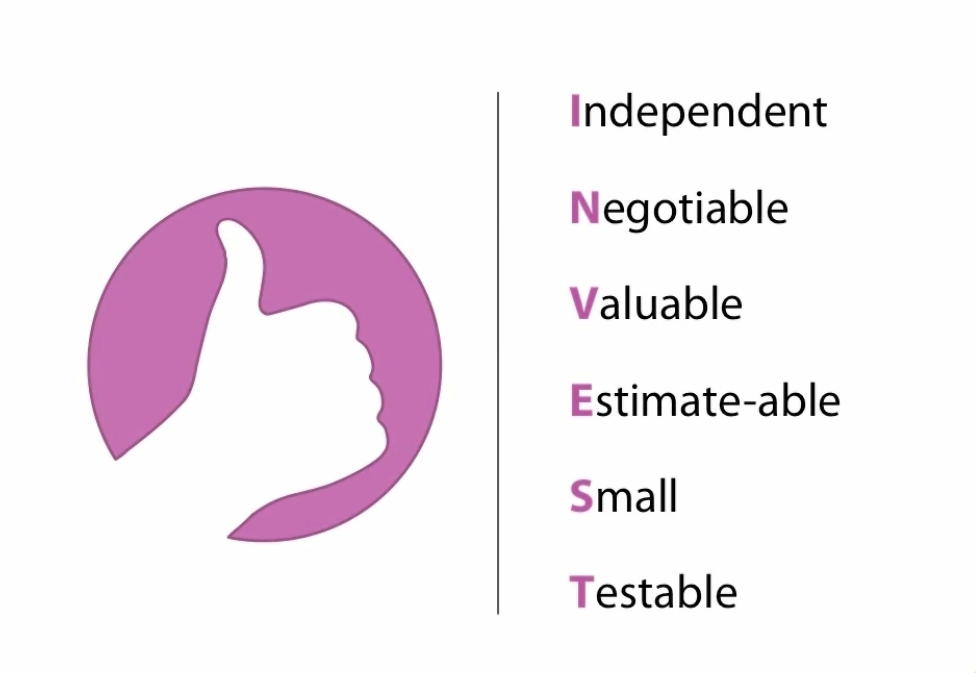 Independent
Negotiable
Valuable
Estimate-able
Small
Testable